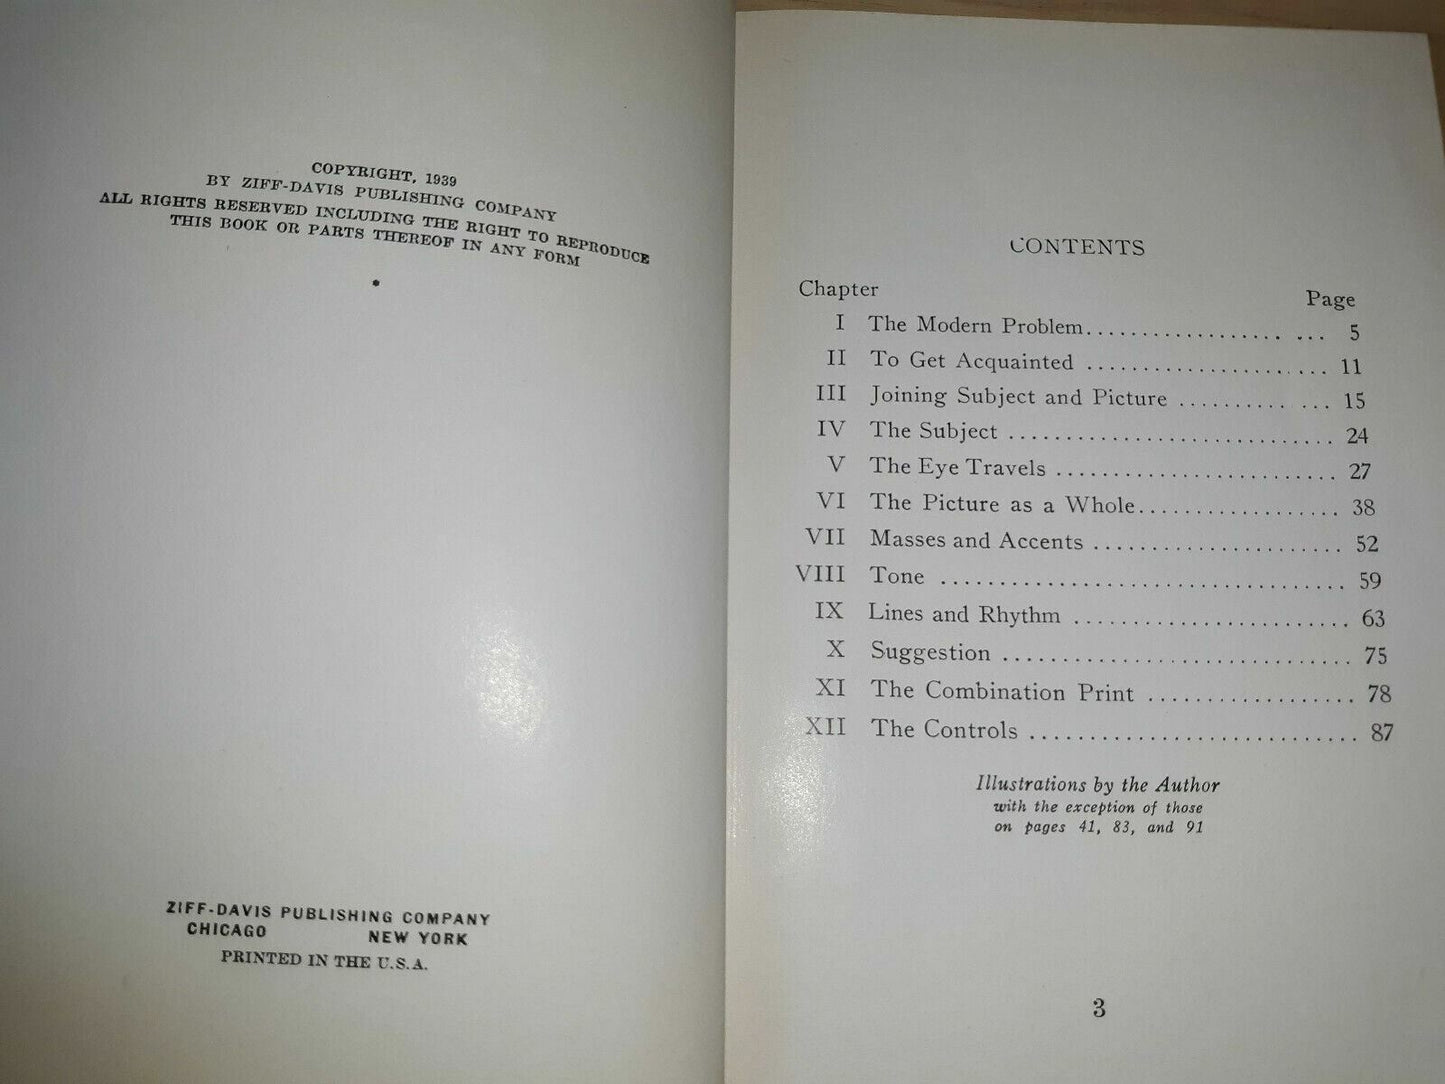 COPYRIGHT, 1939
BY ZIFF-DAVIS PUBLISHING COMPANY
ALL RIGHTS RESERVED INCLUDING THE RIGHT TO REPRODUCE
THIS BOOK OR PARTS THEREOF IN ANY FORM
*
ZIFF-DAVIS PUBLISHING COMPANY
CHICAGO NEW YORK
PRINTED IN THE U.S.A.
CONTENTS
Chapter Page
I The Modern Problem.................... ... 5
II To Get Acquainted ..................... 11
III Joining Subject and Picture .......... ... 15
IV The Subject ............................ 24
V The Eye Travels ........................ 27
VI The Picture as a Whole................. 38
VII Masses and Accents ..................... 52
VIII Tone ................................... 59
IX Lines and Rhythm ........................ 63
X Suggestion .............................. 75
XI The Combination Print .................. 78
XII The Controls ............................ 87
Illustrations by the Author
with the exception of those
on pages 41, 83, and 91
3